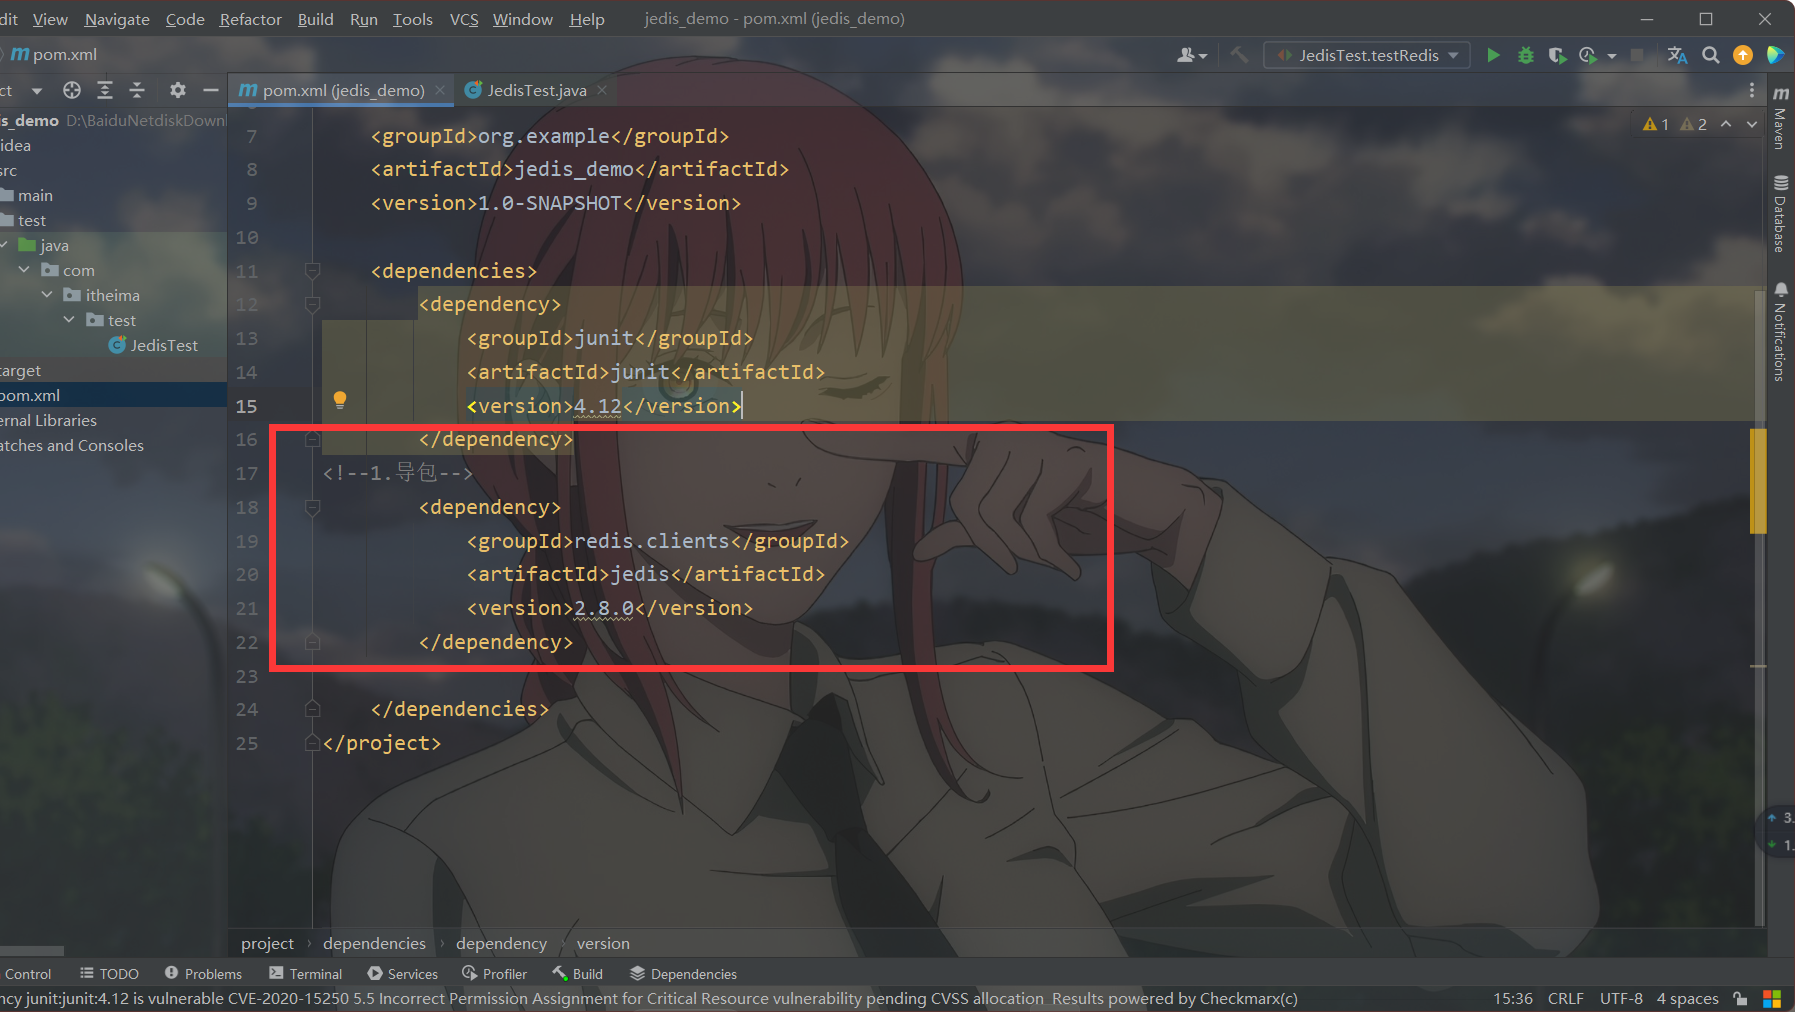 dit View Navigate Code Refactor Build Run Tools VCS Window Help jedis_demo - pom.xml (jedis_demo)
pom.xml
JedisTest.testRedis
ct
pom.xml (jedis_demo)
JedisTest.java
is_demo D:\BaiduNetdiskDownl
idea
src
main
test
java
com
itheima
test
JedisTest
target
pom.xml
ernal Libraries
atches and Consoles
1 2
7 <groupId>org.example</groupId>
8 <artifactId>jedis_demo</artifactId>
9 <version>1.0-SNAPSHOT</version>
10
11 <dependencies>
12 <dependency>
13 <groupId>junit</groupId>
14 <artifactId>junit</artifactId>
15 <version>4.12</version>
16 </dependency>
17 <!--1.导包-->
18 <dependency>
19 <groupId>redis.clients</groupId>
20 <artifactId>jedis</artifactId>
21 <version>2.8.0</version>
22 </dependency>
23
24 </dependencies>
25 </project>
Maven
Database
Notifications
3.
1.
project › dependencies › dependency › version
Control TODO Problems Terminal Services Profiler Build Dependencies
ncy junit:junit:4.12 is vulnerable CVE-2020-15250 5.5 Incorrect Permission Assignment for Critical Resource vulnerability pending CVSS allocation Results powered by Checkmarx(c) 15:36 CRLF UTF-8 4 spaces